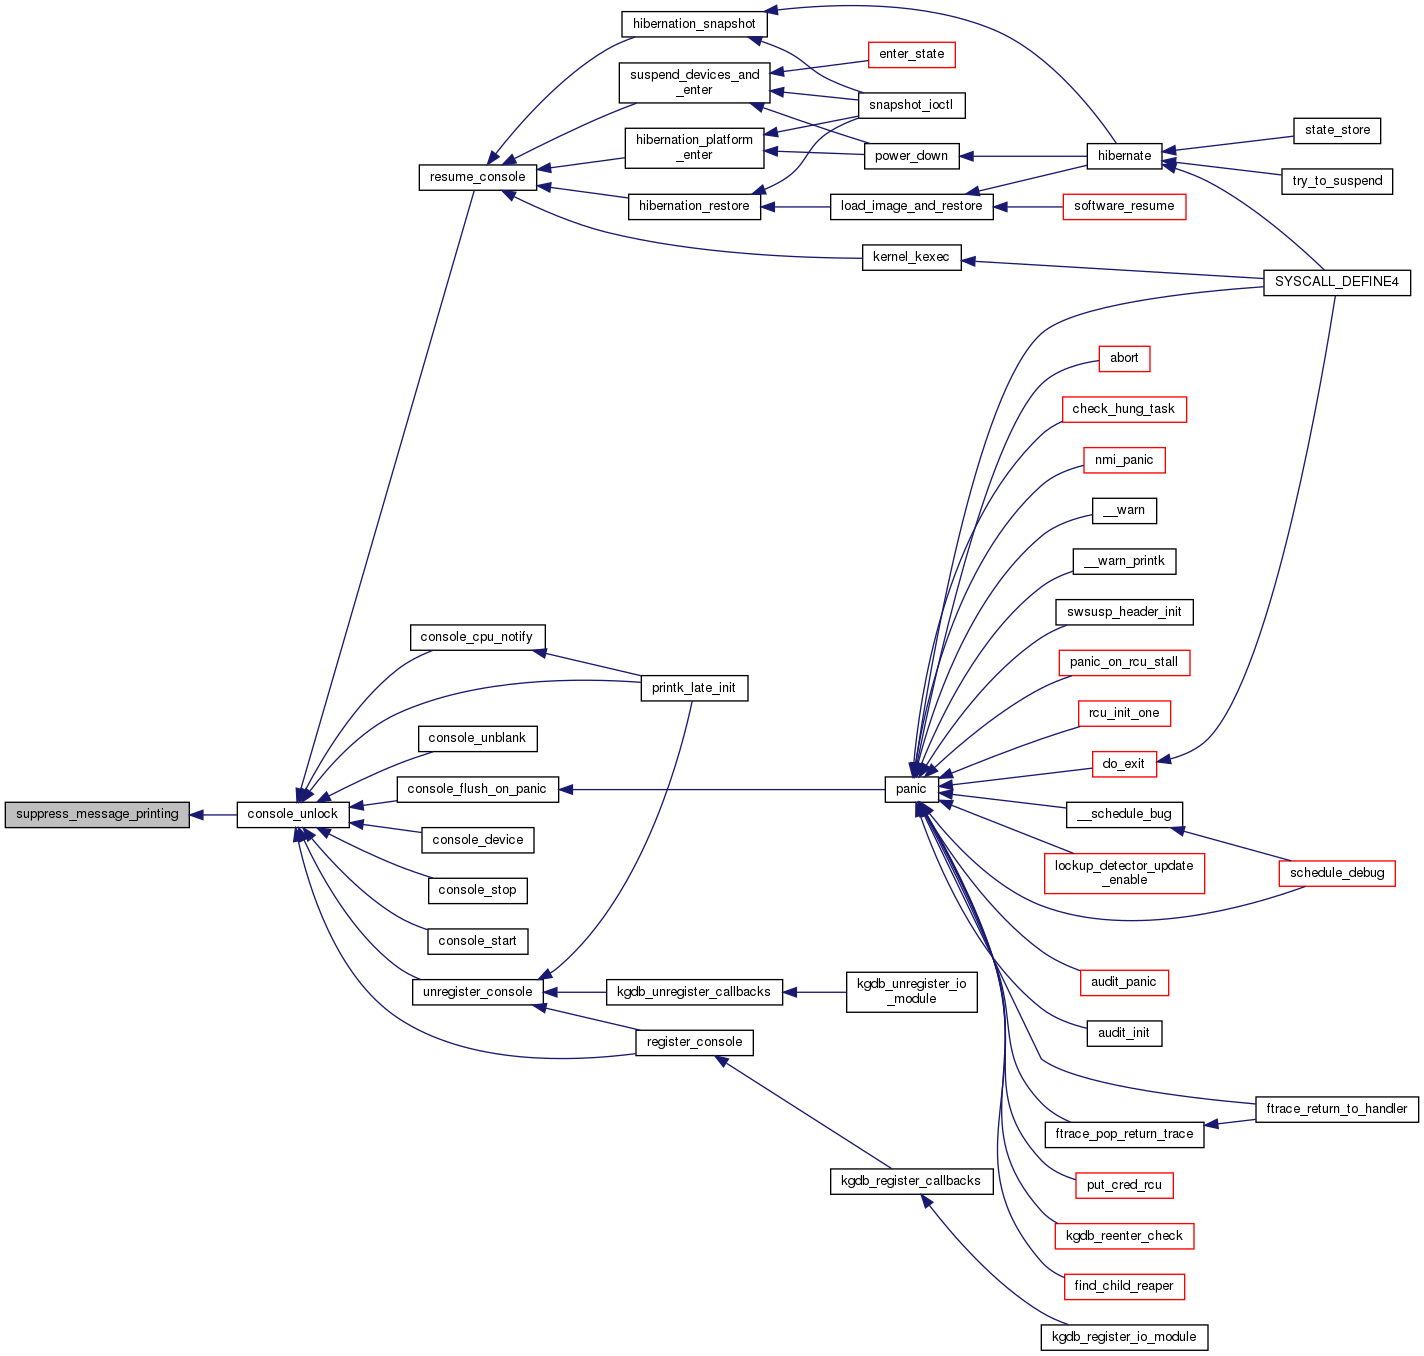 hibernation_snapshot
enter_state
suspend_devices_and
_enter
snapshot_ioctl
state_store
hibernation_platform
_enter
power_down
hibernate
resume_console
try_to_suspend
hibernation_restore
load_image_and_restore
software_resume
kernel_kexec
SYSCALL_DEFINE4
abort
check_hung_task
nmi_panic
__warn
__warn_printk
swsusp_header_init
console_cpu_notify
panic_on_rcu_stall
printk_late_init
rcu_init_one
console_unblank
do_exit
console_flush_on_panic
panic
suppress_message_printing
console_unlock
__schedule_bug
console_device
lockup_detector_update
_enable
schedule_debug
console_stop
console_start
audit_panic
unregister_console
kgdb_unregister_callbacks
kgdb_unregister_io
_module
audit_init
register_console
ftrace_return_to_handler
ftrace_pop_return_trace
kgdb_register_callbacks
put_cred_rcu
kgdb_reenter_check
find_child_reaper
kgdb_register_io_module